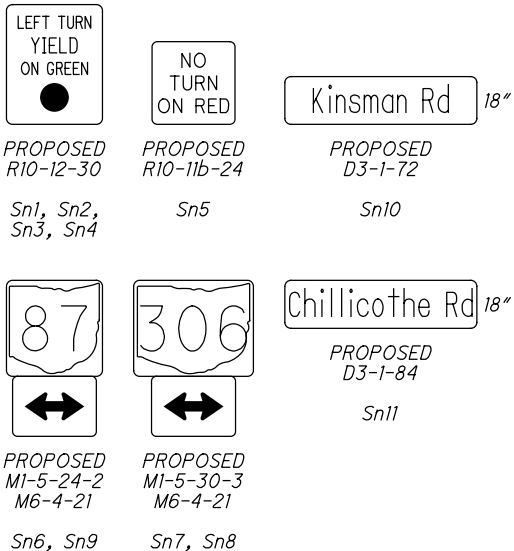 LEFT TURN
YIELD
ON GREEN
PROPOSED
R10-12-30
Sn1, Sn2,
Sn3, Sn4
NO
TURN
ON RED
PROPOSED
R10-11b-24
Sn5
Kinsman Rd
18"
PROPOSED
D3-1-72
Sn10
87
PROPOSED
M1-5-24-2
M6-4-21
Sn6, Sn9
306
PROPOSED
M1-5-30-3
M6-4-21
Sn7, Sn8
Chillicothe Rd
18"
PROPOSED
D3-1-84
Sn11